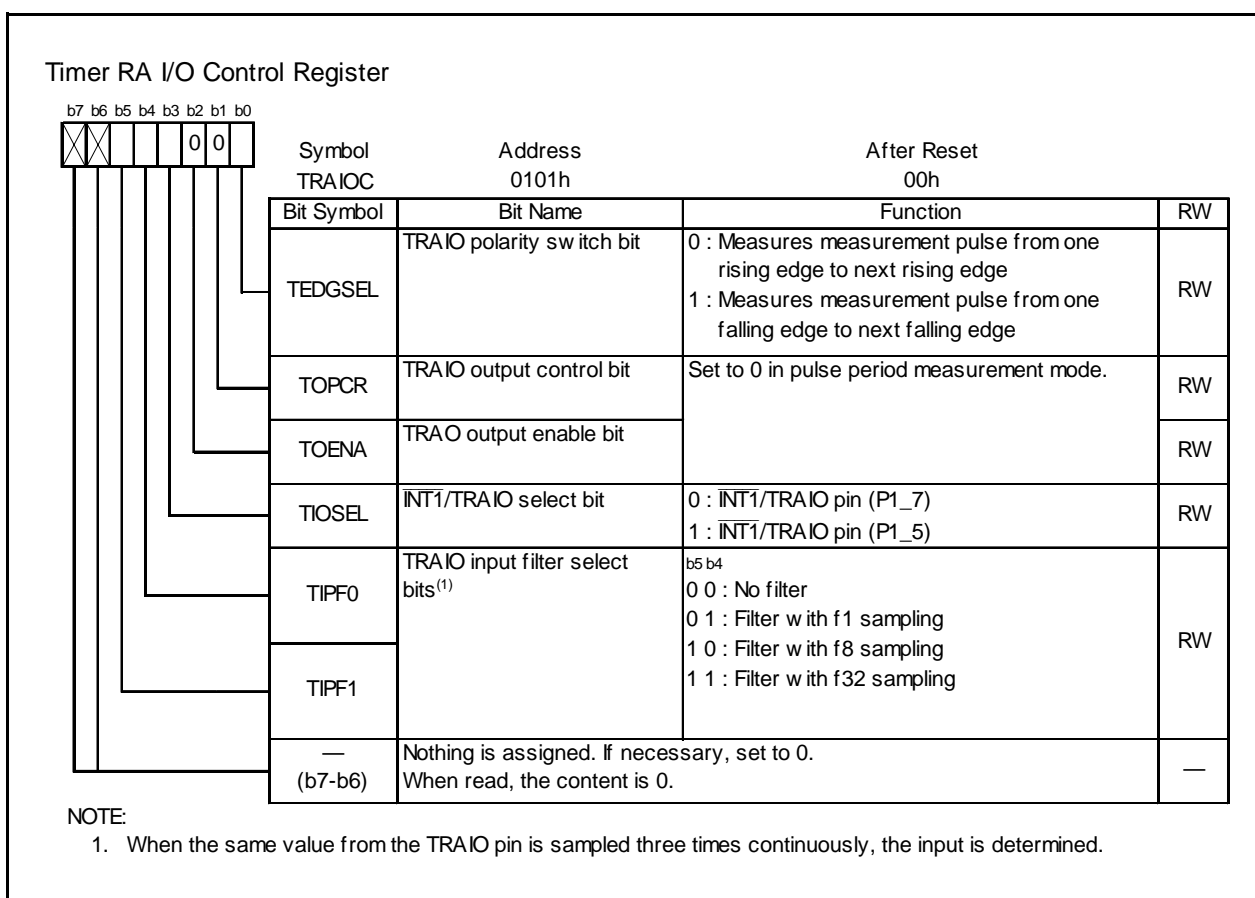 Timer RA I/O Control Register
b7 b6 b5 b4 b3 b2 b1 b0
0 0
Symbol Address After Reset
TRAIOC 0101h 00h
Bit Symbol Bit Name Function RW
TEDGSEL
TRAIO polarity switch bit
0 : Measures measurement pulse from one
rising edge to next rising edge
1 : Measures measurement pulse from one
falling edge to next falling edge
RW
TOPCR
TRAIO output control bit
Set to 0 in pulse period measurement mode.
RW
TOENA
TRAO output enable bit
RW
TIOSEL
INT1/TRAIO select bit
0 : INT1/TRAIO pin (P1_7)
1 : INT1/TRAIO pin (P1_5)
RW
TIPF0
TRAIO input filter select
bits(1)
b5 b4
0 0 : No filter
0 1 : Filter with f1 sampling
1 0 : Filter with f8 sampling
1 1 : Filter with f32 sampling
RW
TIPF1
—
(b7-b6)
Nothing is assigned. If necessary, set to 0.
When read, the content is 0.
—
NOTE:
1. When the same value from the TRAIO pin is sampled three times continuously, the input is determined.